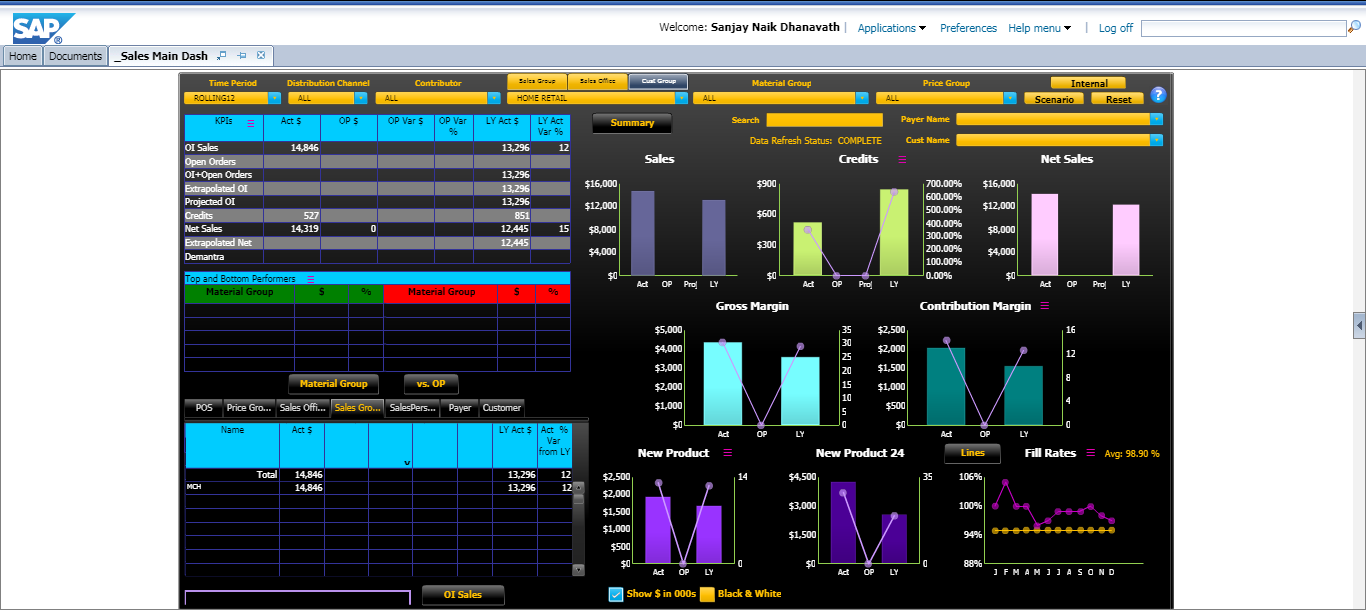 SAP ®
Welcome: Sanjay Naik Dhanavath | Applications Preferences Help menu | Log off
Home Documents _Sales Main Dash
Time Period Distribution Channel Contributor Sales Group Sales Office Cust Group Material Group Price Group Internal
ROLLING12 ALL ALL HOME RETAIL ALL ALL Scenario Reset ?
Summary Search Payer Name
Data Refresh Status: COMPLETE Cust Name
KPIs Act $ OP $ OP Var $ OP Var % LY Act $ LY Act Var %
OI Sales 14,846 13,296 12
Open Orders
OI+Open Orders 13,296
Extrapolated OI 13,296
Projected OI 13,296
Credits 527 851
Net Sales 14,319 0 12,445 15
Extrapolated Net 12,445
Demantra
Top and Bottom Performers
Material Group $ % Material Group $ %
Material Group vs. OP
POS Price Gro... Sales Offi... Sales Gro... SalesPers... Payer Customer
Name Act $ LY Act $ Act % Var from LY
Total 14,846 13,296 12
MCH 14,846 13,296 12
OI Sales
Sales
$16,000
$12,000
$8,000
$4,000
$0
Act OP Proj LY
Credits
$900 700.00%
600.00%
$600 500.00%
400.00%
$300 300.00%
200.00%
100.00%
$0 0.00%
Act OP Proj LY
Net Sales
$16,000
$12,000
$8,000
$4,000
$0
Act OP Proj LY
Gross Margin
$5,000 35
$4,000 30
25
$3,000 20
$2,000 15
10
$1,000 5
$0 0
Act OP LY
Contribution Margin
$2,500 16
$2,000 12
$1,500 8
$1,000
$500 4
$0 0
Act OP LY
New Product
$2,500 14
$2,000
$1,500
$1,000
$500
$0 0
Act OP LY
New Product 24
$4,500 35
$3,000
$1,500
$0 0
Act OP LY
Lines Fill Rates Avg: 98.90 %
106%
100%
94%
88%
J F M A M J J A S O N D
Show $ in 000s Black & White